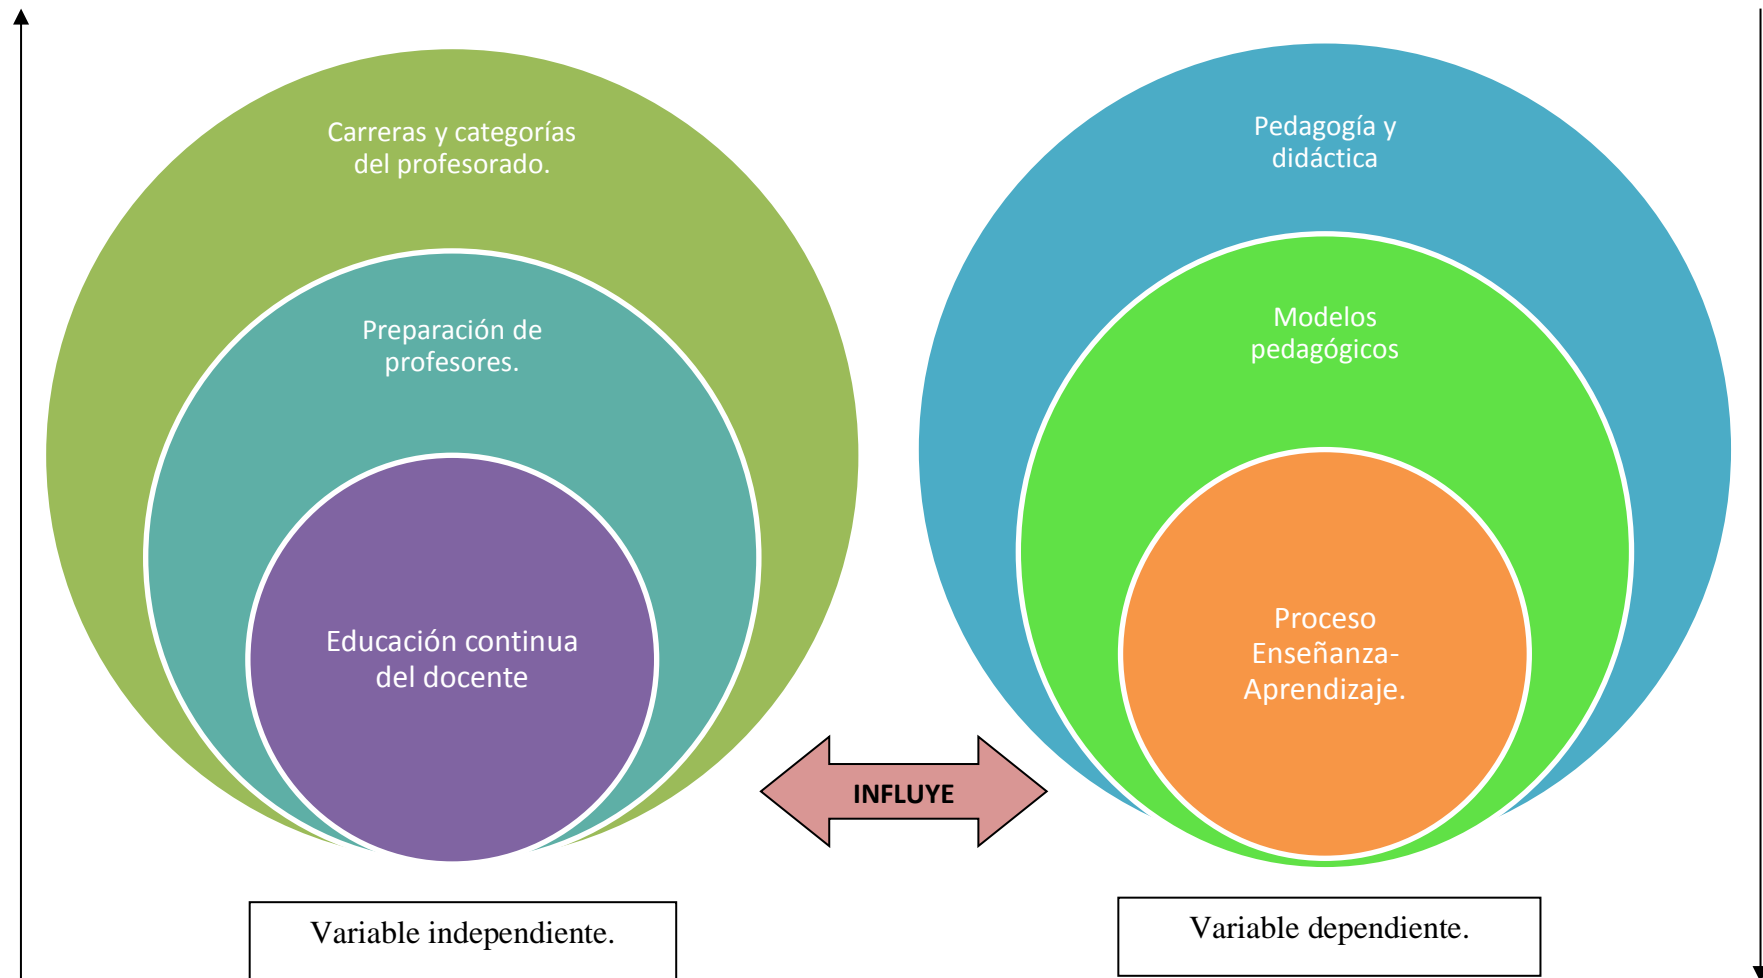 Carreras y categorías
del profesorado.
Preparación de
profesores.
Educación continua
del docente
Pedagogía y
didáctica
Modelos
pedagógicos
Proceso
Enseñanza-
Aprendizaje.
INFLUYE
Variable independiente.
Variable dependiente.